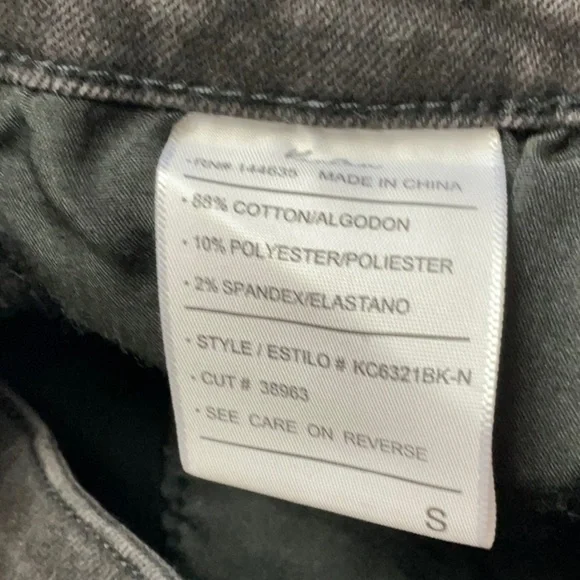 • RN# 144635 MADE IN CHINA
• 88% COTTON/ALGODON
• 10% POLYESTER/POLIESTER
• 2% SPANDEX/ELASTANO
• STYLE / ESTILO # KC6321BK-N
• CUT # 38963
• SEE CARE ON REVERSE
S